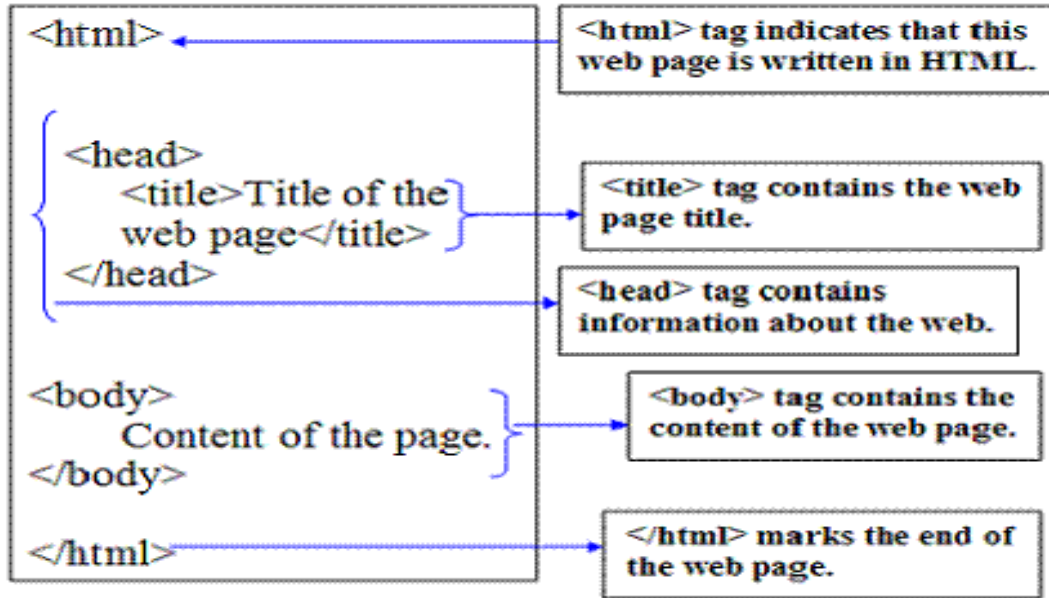 <html>
<html> tag indicates that this
web page is written in HTML.
<head>
<title>Title of the
web page</title>
</head>
<title> tag contains the web
page title.
<head> tag contains
information about the web.
<body>
Content of the page.
</body>
<body> tag contains the
content of the web page.
</html>
</html> marks the end of
the web page.